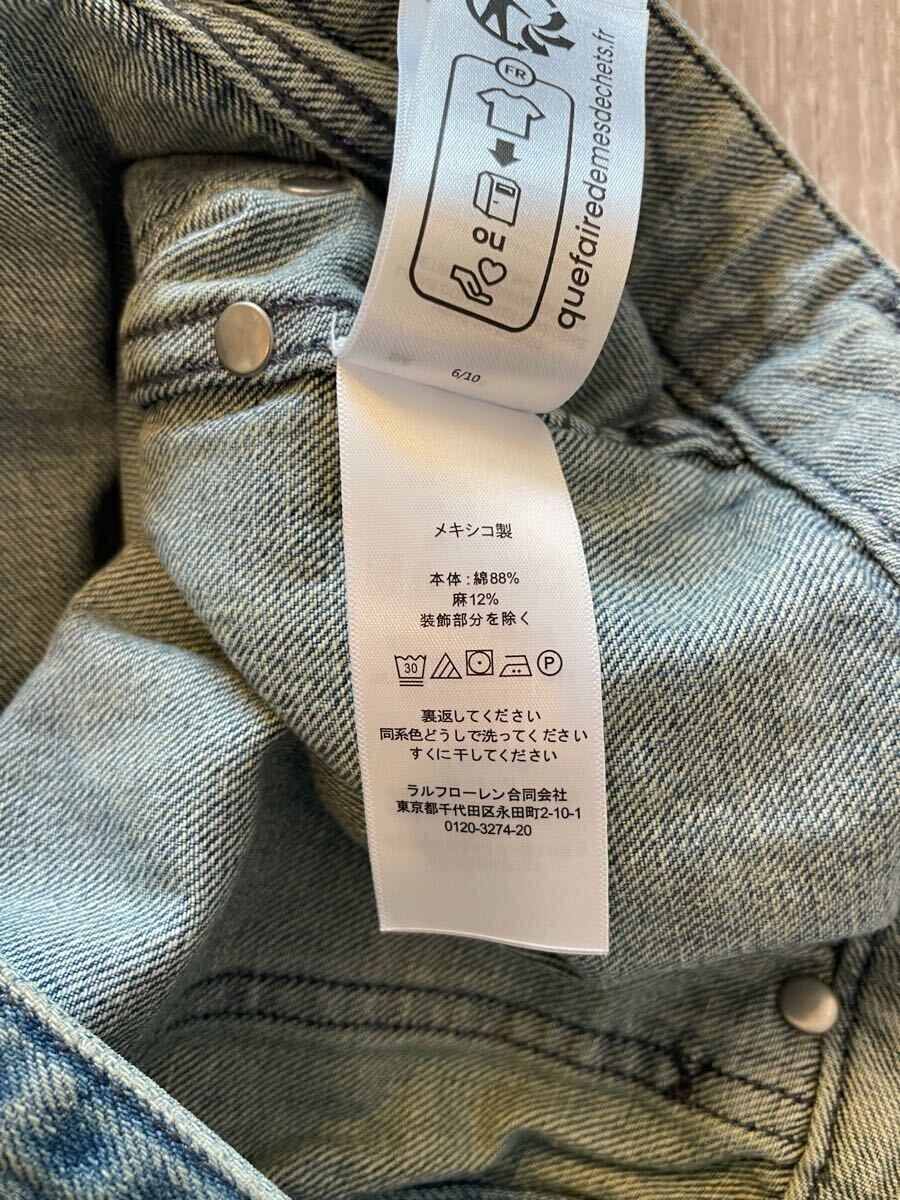 FR
OU
quefairedemesdechets.fr
6/10
メキシコ製
本体:綿88%
麻12%
装飾部分を除く
30
P
裏返してください
同系色どうしで洗ってください
すぐに干してください
ラルフローレン合同会社
東京都千代田区永田町2-10-1
0120-3274-20